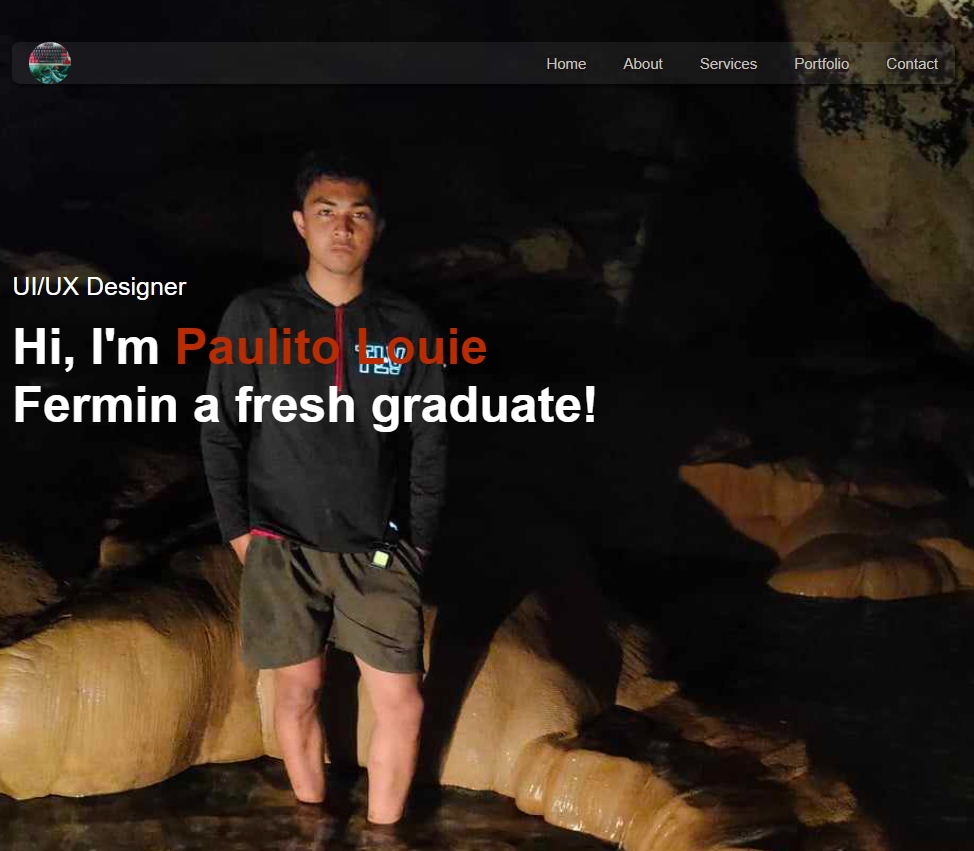 Home About Services Portfolio Contact
UI/UX Designer
Hi, I'm Paulito Louie
Fermin a fresh graduate!